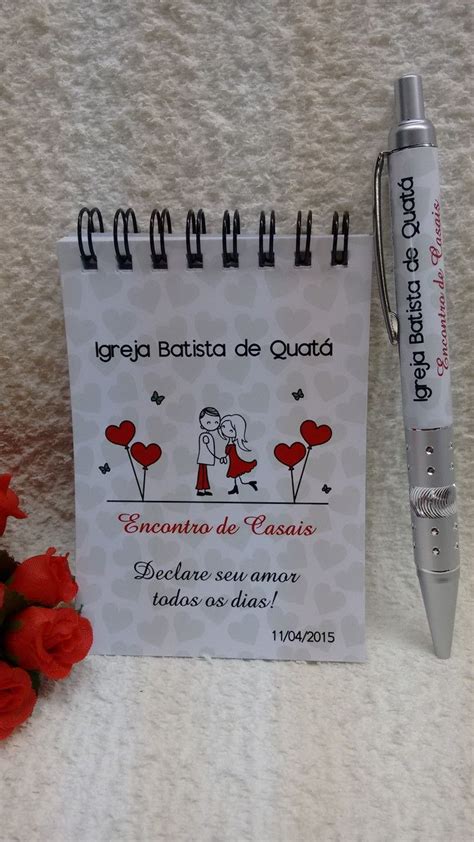 Igreja Batista de Quatá
Encontro de Casais
Declare seu amor
todos os dias!
11/04/2015
Igreja Batista de Quatá
Encontro de Casais